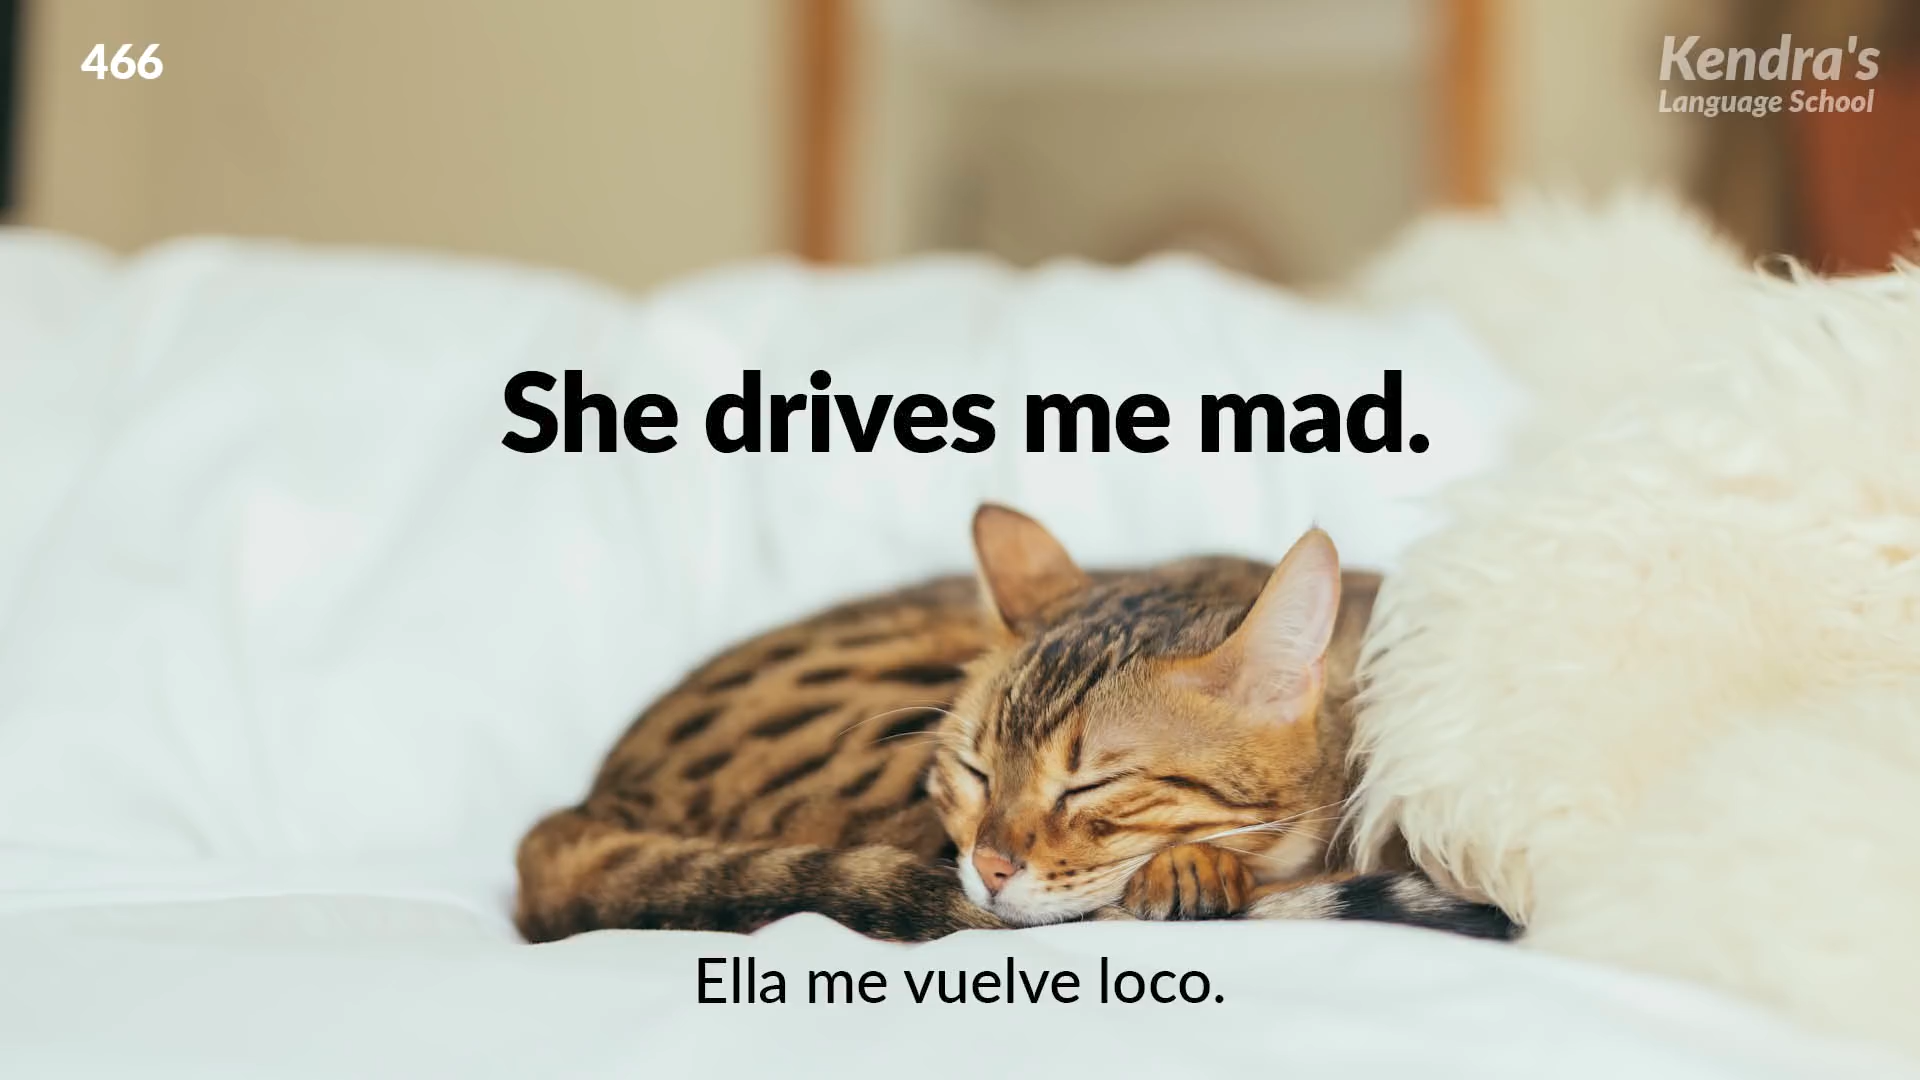 466
Kendra's
Language School
She drives me mad.
Ella me vuelve loco.